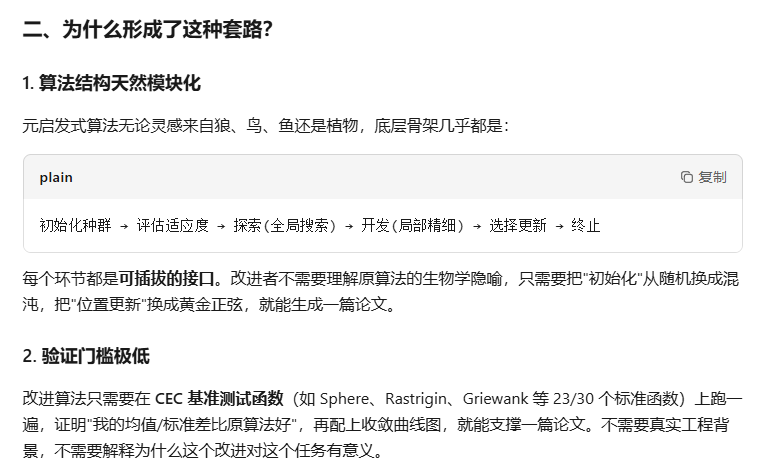 二、为什么形成了这种套路？
1. 算法结构天然模块化
元启发式算法无论灵感来自狼、鸟、鱼还是植物，底层骨架几乎都是：
plain
复制
初始化种群 → 评估适应度 → 探索(全局搜索) → 开发(局部精细) → 选择更新 → 终止
每个环节都是可插拔的接口。改进者不需要理解原算法的生物学隐喻，只需要把"初始化"从随机换成混
沌，把"位置更新"换成黄金正弦，就能生成一篇论文。
2. 验证门槛极低
改进算法只需要在 CEC 基准测试函数（如 Sphere、Rastrigin、Griewank 等 23/30 个标准函数）上跑一
遍，证明"我的均值/标准差比原算法好"，再配上收敛曲线图，就能支撑一篇论文。不需要真实工程背
景，不需要解释为什么这个改进对这个任务有意义。